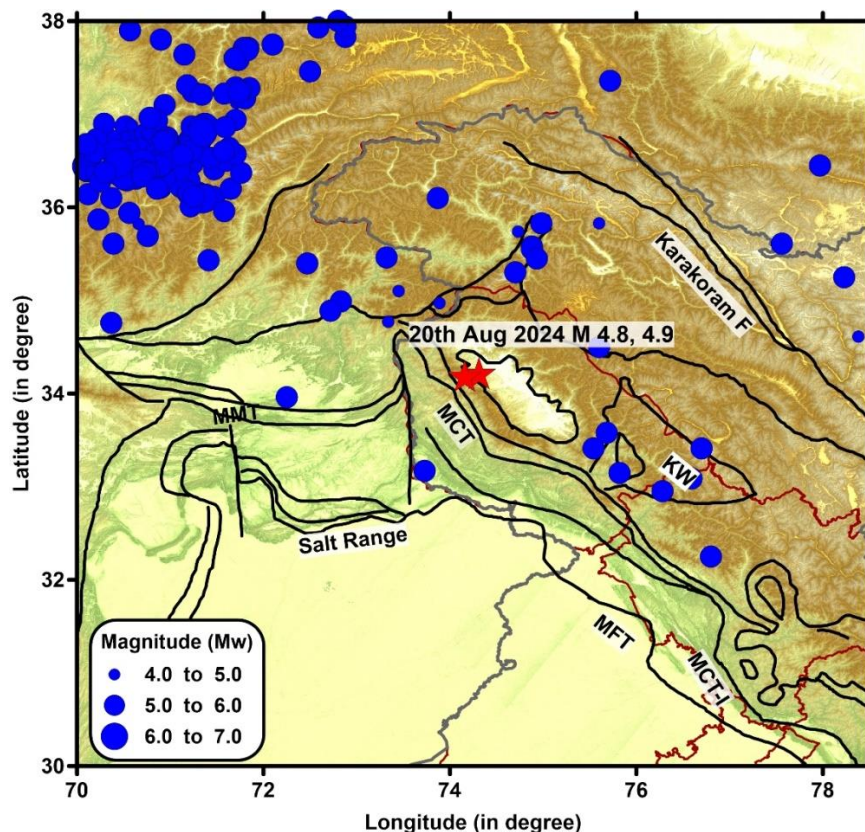 38
36
34
32
30
Latitude (in degree)
Karakoram F
20th Aug 2024 M 4.8, 4.9
MMT
MCT
KW
Salt Range
MFT
MCT-I
Magnitude (Mw)
4.0 to 5.0
5.0 to 6.0
6.0 to 7.0
70 72 74 76 78
Longitude (in degree)